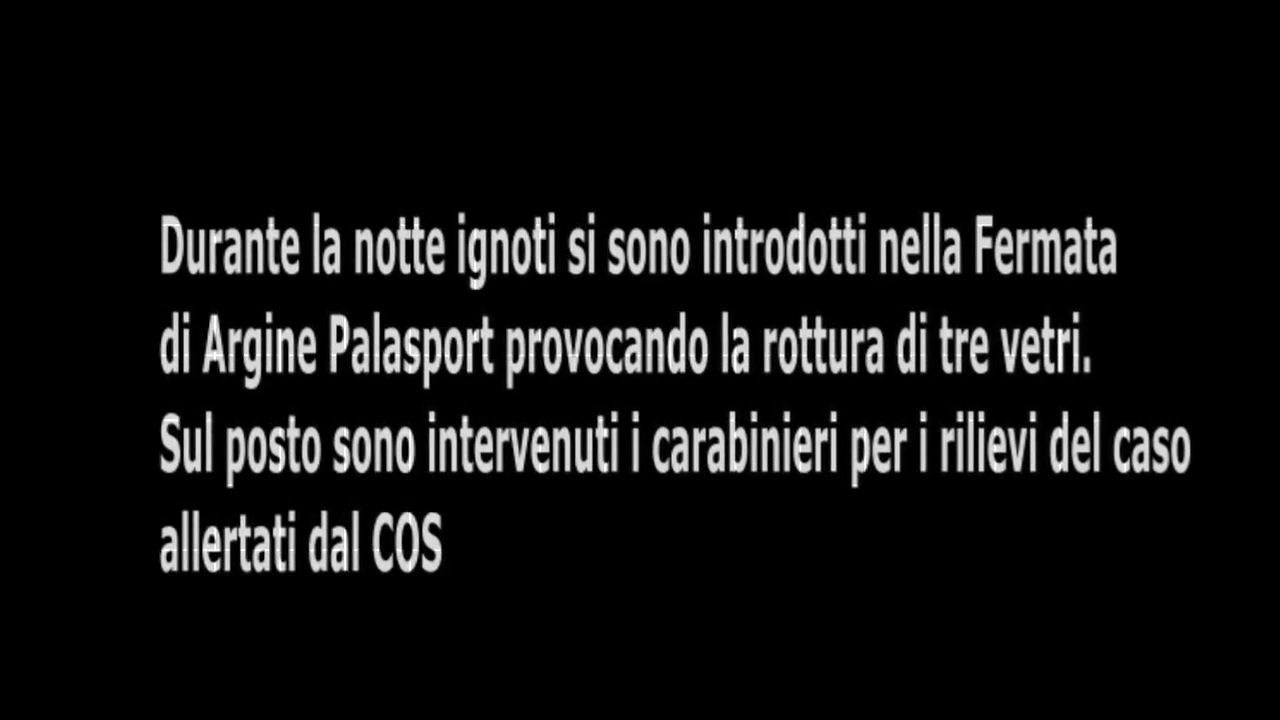 Durante la notte ignoti si sono introdotti nella Fermata
di Argine Palasport provocando la rottura di tre vetri.
Sul posto sono intervenuti i carabinieri per i rilievi del caso
allertati dal COS